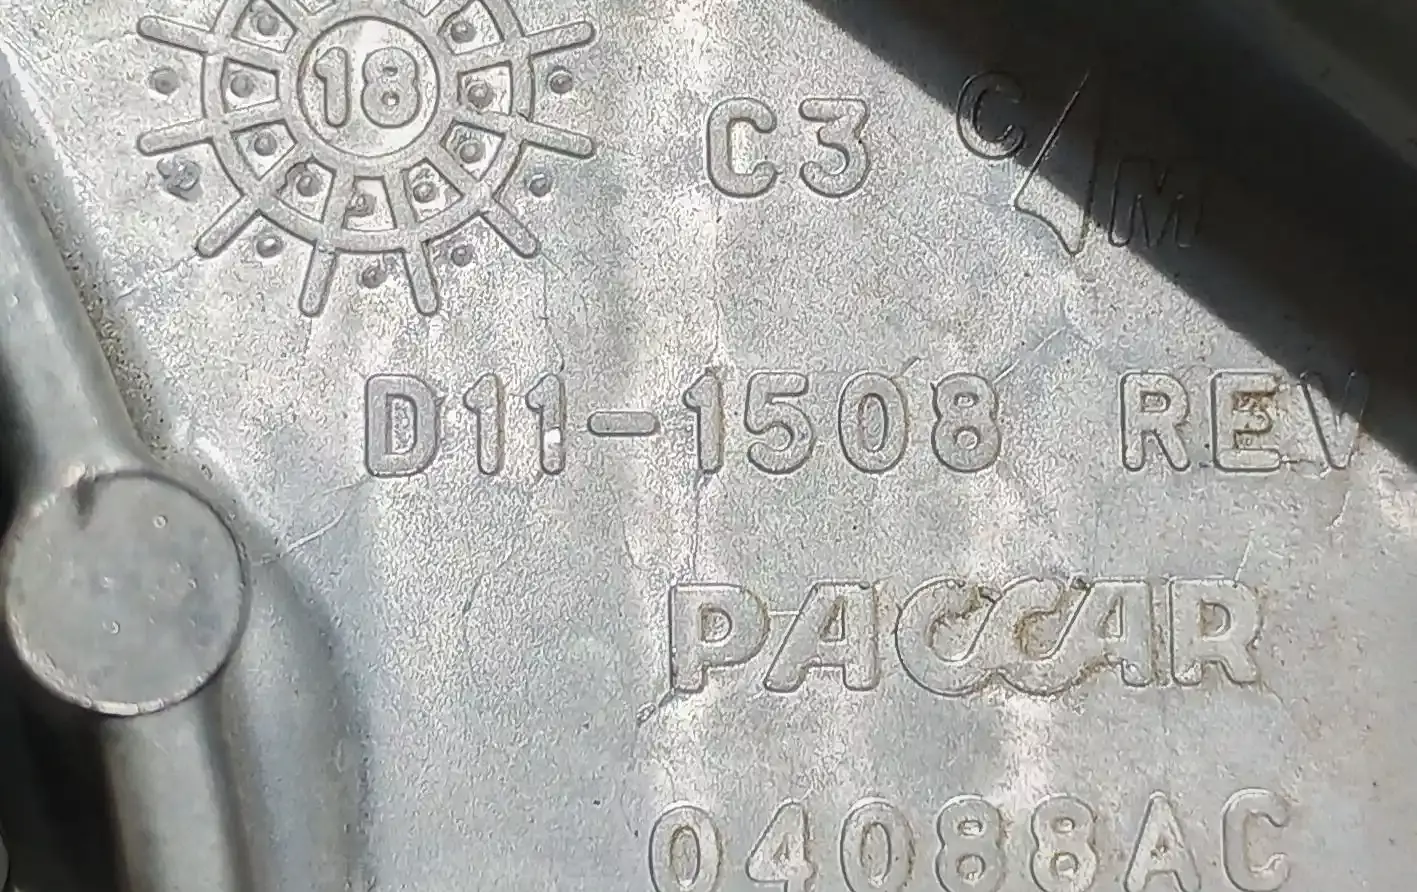 18
C3 C/M
D11-1508 REV
PACCAR
04088AC